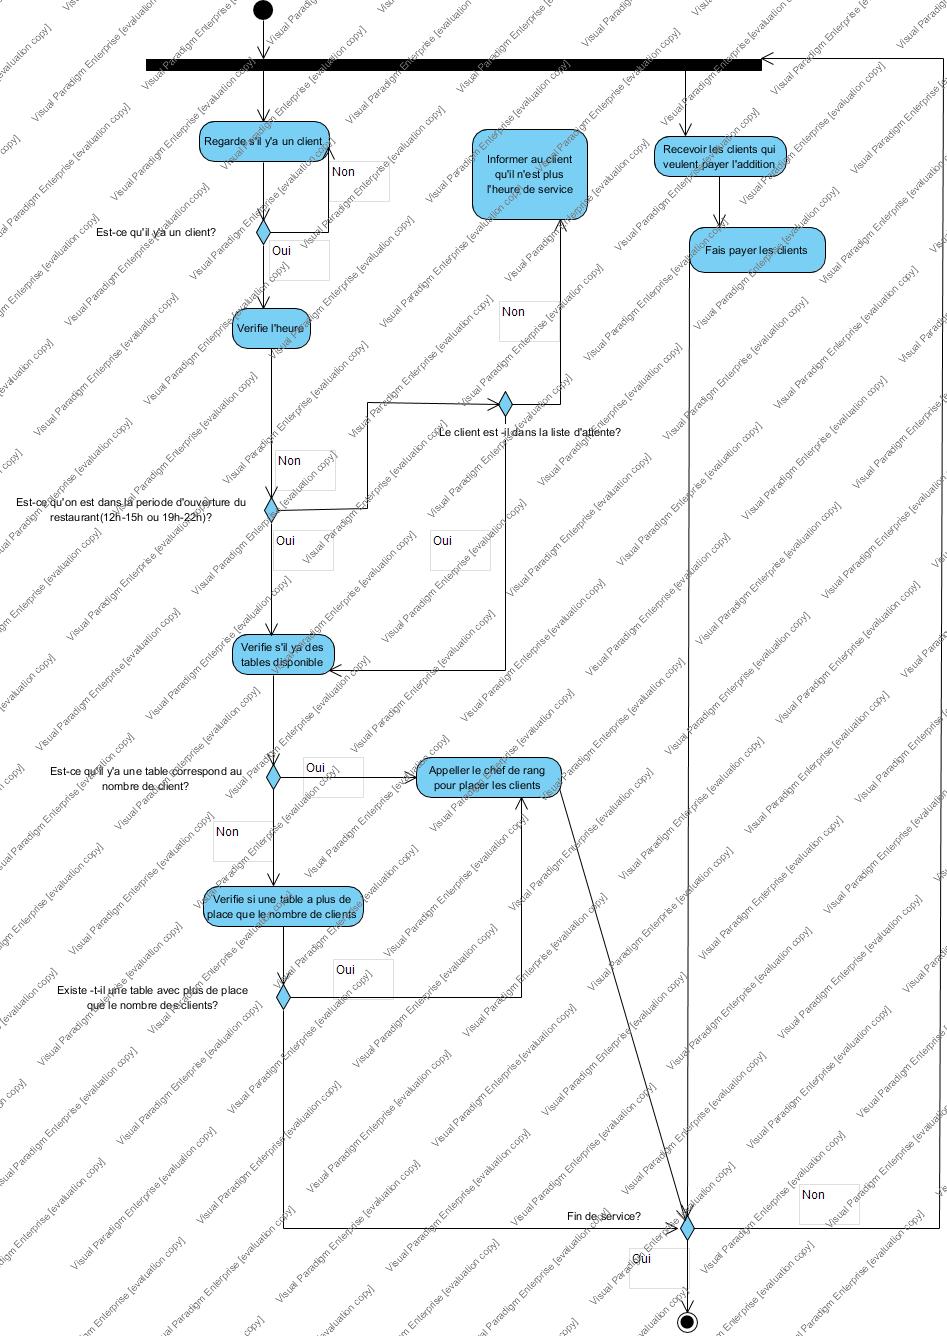 Regarde s'il y'a un client
Non
Est-ce qu'il y'a un client?
Oui
Informer au client
qu'il n'est plus
l'heure de service
Recevoir les clients qui
veulent payer l'addition
Fais payer les clients
Verifie l'heure
Non
Le client est -il dans la liste d'attente?
Non
Est-ce qu'on est dans la periode d'ouverture du
restaurant(12h-15h ou 19h-22h)?
Oui
Oui
Verifie s'il ya des
tables disponible
Est-ce qu'il y'a une table correspond au
nombre de client?
Oui
Appeller le chef de rang
pour placer les clients
Non
Verifie si une table a plus de
place que le nombre de clients
Oui
Existe -t-il une table avec plus de place
que le nombre des clients?
Non
Fin de service?
Oui
Visual Paradigm Enterprise [evaluation copy]